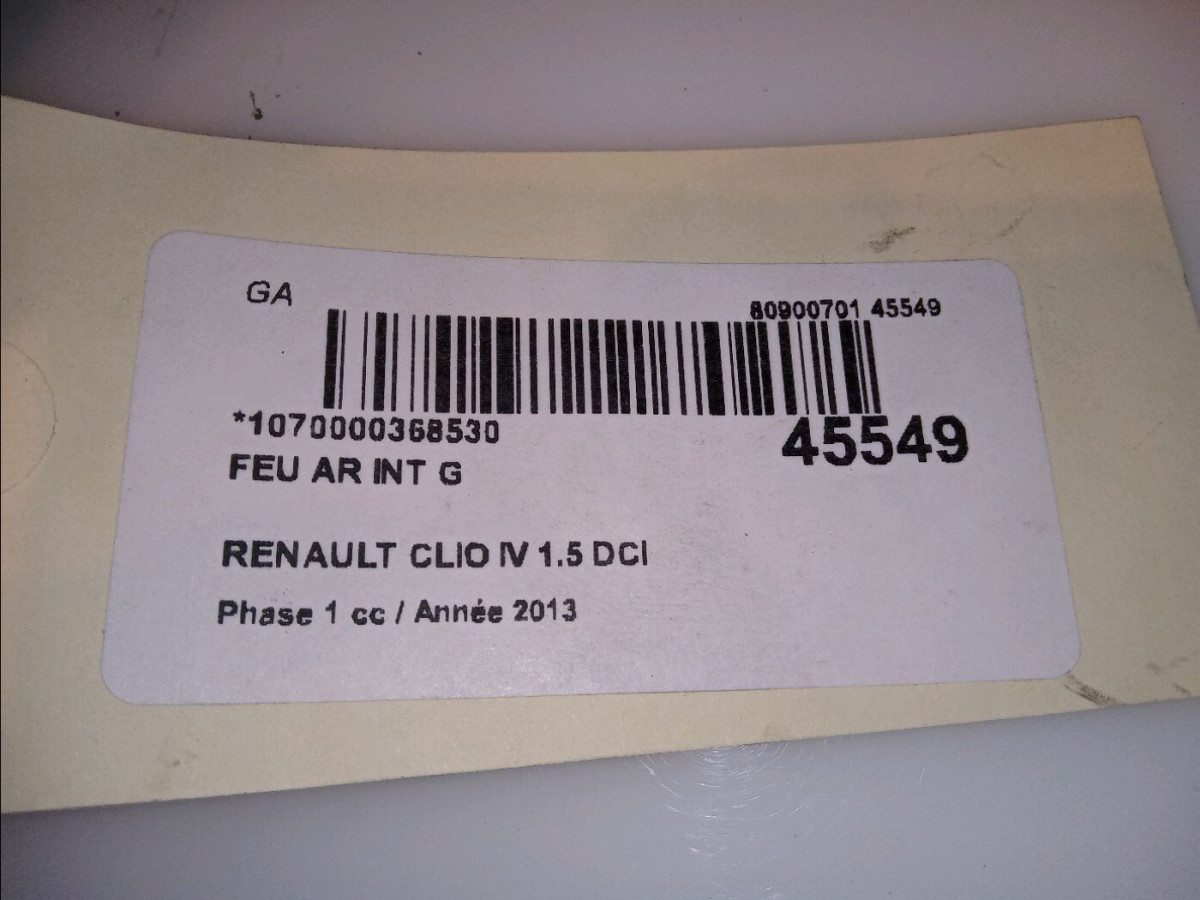 GA
80900701 45549
*1070000368530
45549
FEU AR INT G
RENAULT CLIO IV 1.5 DCI
Phase 1 cc / Année 2013